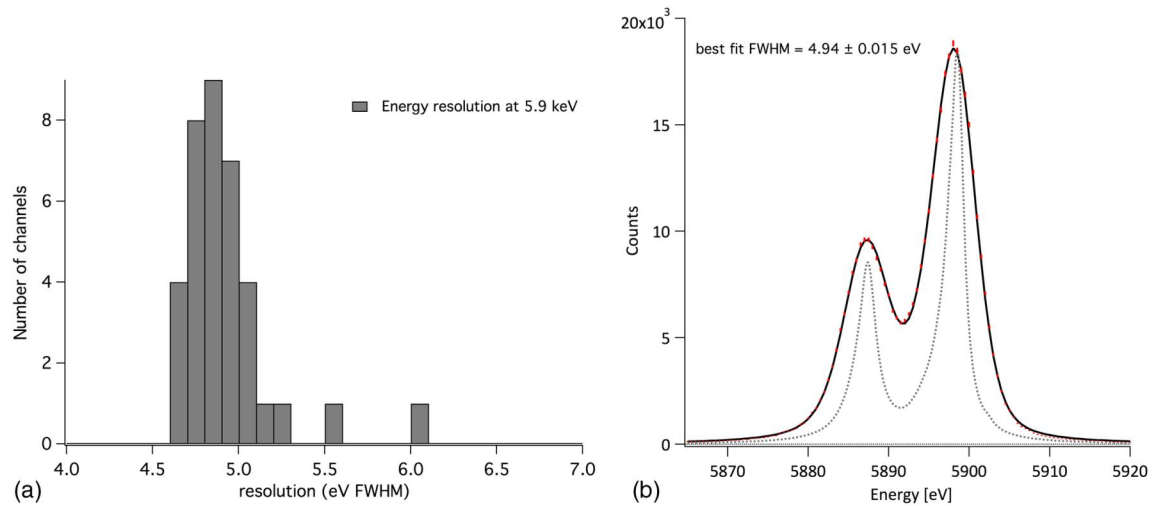 Energy resolution at 5.9 keV
Number of channels
8
6
4
2
0
4.0 4.5 5.0 5.5 6.0 6.5 7.0
resolution (eV FWHM)
(a)
20x10³
best fit FWHM = 4.94 ± 0.015 eV
15
10
5
0
Counts
5870 5880 5890 5900 5910 5920
Energy [eV]
(b)